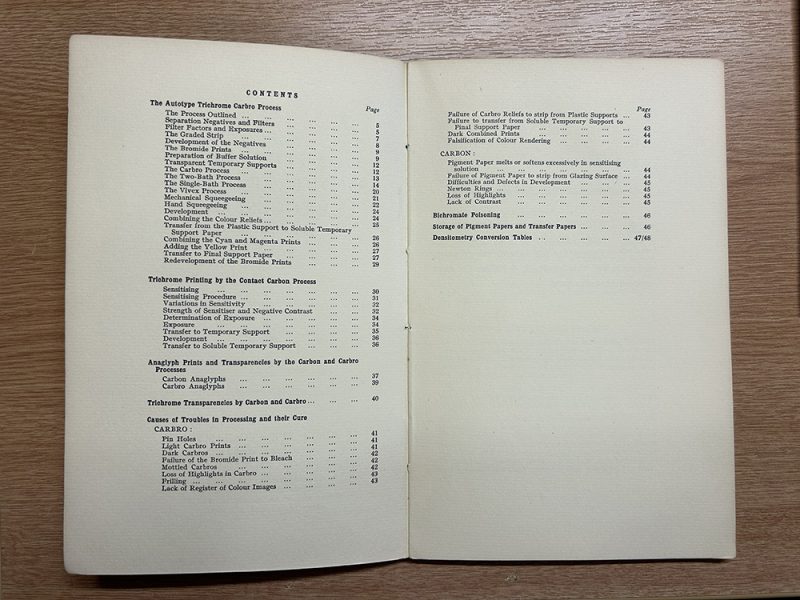 CONTENTS
Page
The Autotype Trichrome Carbro Process
The Process Outlined ... ... ... ... ... 5
Separation Negatives and Filters ... ... ... 5
Filter Factors and Exposures ... ... ... ... 7
The Graded Strip ... ... ... ... ... 8
Development of the Negatives ... ... ... ... 9
The Bromide Prints ... ... ... ... ... 9
Preparation of Buffer Solution ... ... ... ... 12
Transparent Temporary Supports ... ... ... 12
The Carbro Process ... ... ... ... ... 13
The Two-Bath Process ... ... ... ... ... 14
The Single-Bath Process ... ... ... ... ... 20
The Vivex Process ... ... ... ... ... 21
Mechanical Squeegeeing ... ... ... ... ... 23
Hand Squeegeeing ... ... ... ... ... 24
Development ... ... ... ... ... ... 24
Combining the Colour Reliefs ... ... ... ... 25
Transfer from the Plastic Support to Soluble Temporary
Support Paper ... ... ... ... ... 26
Combining the Cyan and Magenta Prints ... ... ... 26
Adding the Yellow Print ... ... ... ... 27
Transfer to Final Support Paper ... ... ... ... 27
Redevelopment of the Bromide Prints ... ... ... 29
Trichrome Printing by the Contact Carbon Process
Sensitising ... ... ... ... ... ... 30
Sensitising Procedure ... ... ... ... ... 31
Variations in Sensitivity ... ... ... ... 32
Strength of Sensitiser and Negative Contrast ... ... 32
Determination of Exposure ... ... ... ... 34
Exposure ... ... ... ... ... ... 34
Transfer to Temporary Support ... ... ... ... 35
Development ... ... ... ... ... ... 36
Transfer to Soluble Temporary Support ... ... ... 36
Anaglyph Prints and Transparencies by the Carbon and Carbro
Processes
Carbon Anaglyphs ... ... ... ... ... ... 37
Carbro Anaglyphs ... ... ... ... ... ... 39
Trichrome Transparencies by Carbon and Carbro ... ... ... 40
Causes of Troubles in Processing and their Cure
CARBRO :
Pin Holes ... ... ... ... ... ... ... 41
Light Carbro Prints ... ... ... ... ... ... 41
Dark Carbros ... ... ... ... ... ... 42
Failure of the Bromide Print to Bleach ... ... ... 42
Mottled Carbros ... ... ... ... ... ... 42
Loss of Highlights in Carbro ... ... ... ... ... 43
Frilling ... ... ... ... ... ... ... 43
Lack of Register of Colour Images ... ... ... ...
Page
Failure of Carbro Reliefs to strip from Plastic Supports ... 43
Failure to transfer from Soluble Temporary Support to
Final Support Paper ... ... ... ... ... 43
Dark Combined Prints ... ... ... ... ... 44
Falsification of Colour Rendering ... ... ... ... 44
CARBON :
Pigment Paper melts or softens excessively in sensitising
solution ... ... ... ... ... ... ... 44
Failure of Pigment Paper to strip from Glazing Surface ... 44
Difficulties and Defects in Development ... ... ... 45
Newton Rings ... ... ... ... ... ... 45
Loss of Highlights ... ... ... ... ... ... 45
Lack of Contrast ... ... ... ... ... ... 45
Bichromate Poisoning ... ... ... ... ... ... 46
Storage of Pigment Papers and Transfer Papers ... ... ... 46
Densitometry Conversion Tables ... ... ... ... ... 47/48